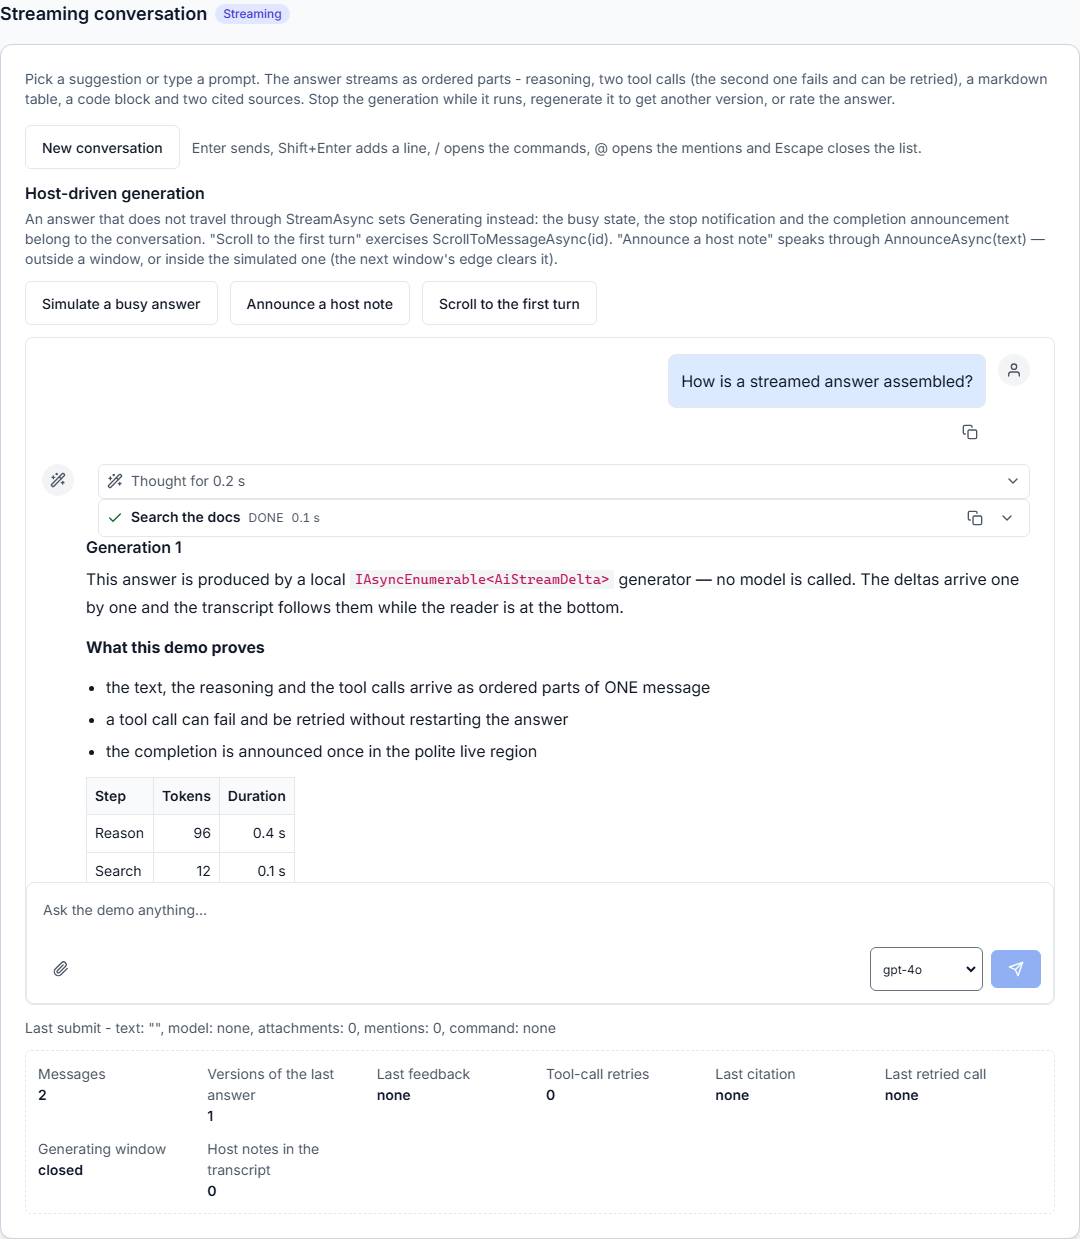 Streaming conversation Streaming
Pick a suggestion or type a prompt. The answer streams as ordered parts - reasoning, two tool calls (the second one fails and can be retried), a markdown
table, a code block and two cited sources. Stop the generation while it runs, regenerate it to get another version, or rate the answer.
New conversation Enter sends, Shift+Enter adds a line, / opens the commands, @ opens the mentions and Escape closes the list.
Host-driven generation
An answer that does not travel through StreamAsync sets Generating instead: the busy state, the stop notification and the completion announcement
belong to the conversation. "Scroll to the first turn" exercises ScrollToMessageAsync(id). "Announce a host note" speaks through AnnounceAsync(text) —
outside a window, or inside the simulated one (the next window's edge clears it).
Simulate a busy answer Announce a host note Scroll to the first turn
How is a streamed answer assembled?
Thought for 0.2 s
Search the docs DONE 0.1 s
Generation 1
This answer is produced by a local IAsyncEnumerable<AiStreamDelta> generator — no model is called. The deltas arrive one
by one and the transcript follows them while the reader is at the bottom.
What this demo proves
• the text, the reasoning and the tool calls arrive as ordered parts of ONE message
• a tool call can fail and be retried without restarting the answer
• the completion is announced once in the polite live region
Step Tokens Duration
Reason 96 0.4 s
Search 12 0.1 s
Ask the demo anything...
gpt-4o
Last submit - text: "", model: none, attachments: 0, mentions: 0, command: none
Messages
2
Versions of the last
answer
1
Last feedback
none
Tool-call retries
0
Last citation
none
Last retried call
none
Generating window
closed
Host notes in the
transcript
0